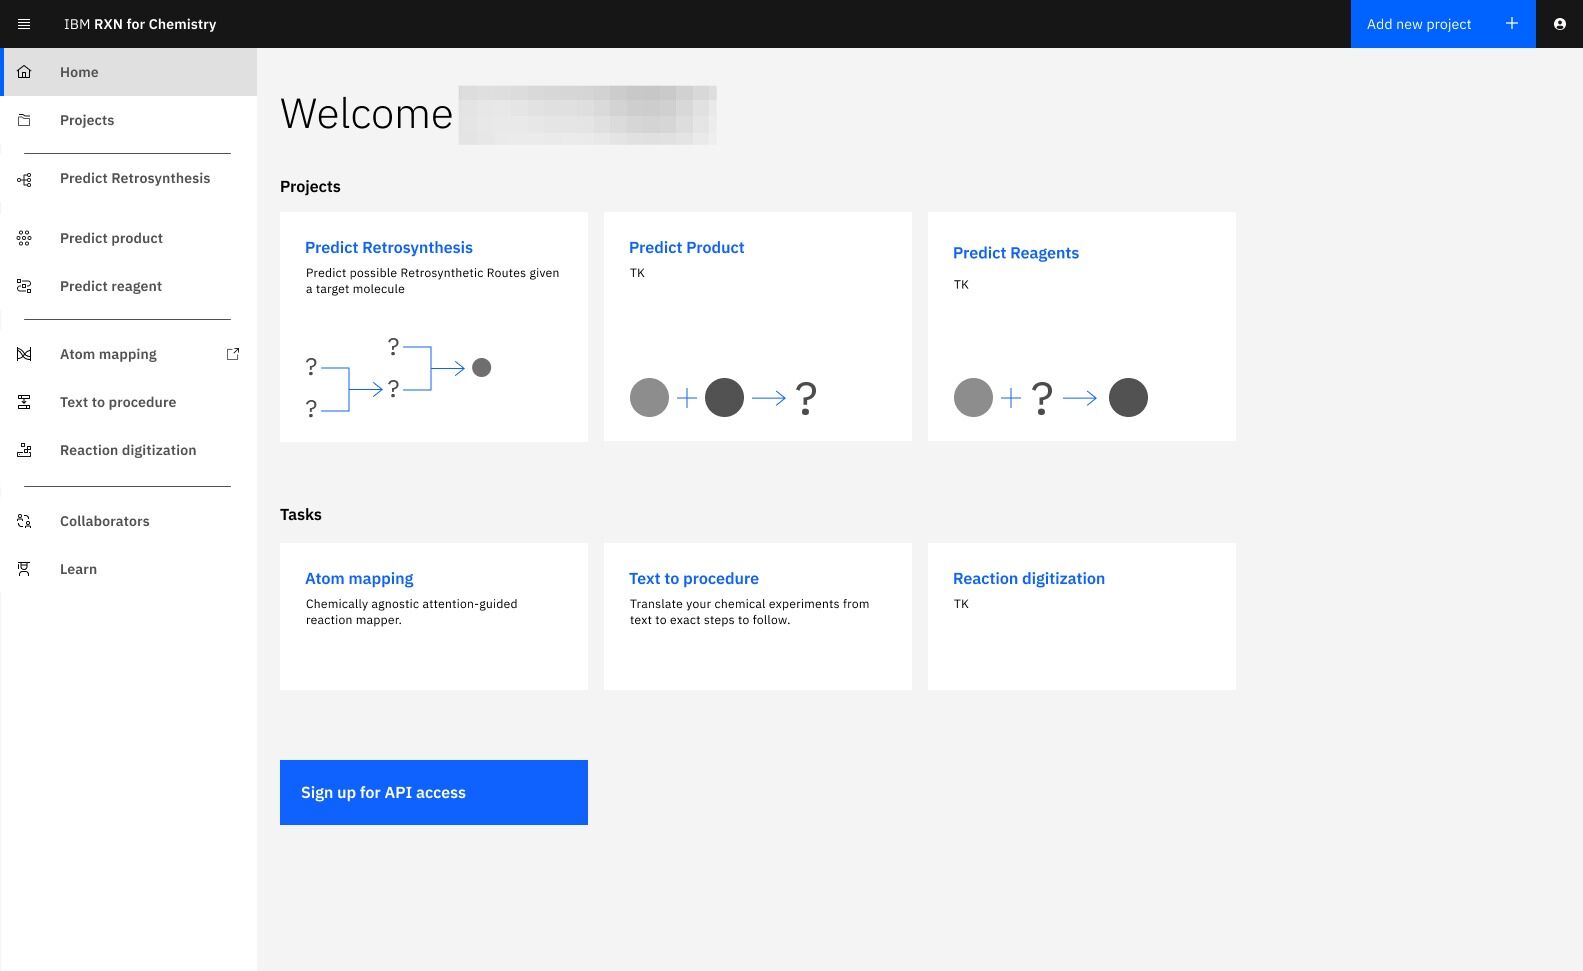 IBM RXN for Chemistry
Add new project
Home
Projects
Predict Retrosynthesis
Predict product
Predict reagent
Atom mapping
Text to procedure
Reaction digitization
Collaborators
Learn
Welcome
Projects
Predict Retrosynthesis
Predict possible Retrosynthetic Routes given
a target molecule
?
?
?
?
Predict Product
TK
+ ?
Predict Reagents
TK
+ ?
Tasks
Atom mapping
Chemically agnostic attention-guided
reaction mapper.
Text to procedure
Translate your chemical experiments from
text to exact steps to follow.
Reaction digitization
TK
Sign up for API access